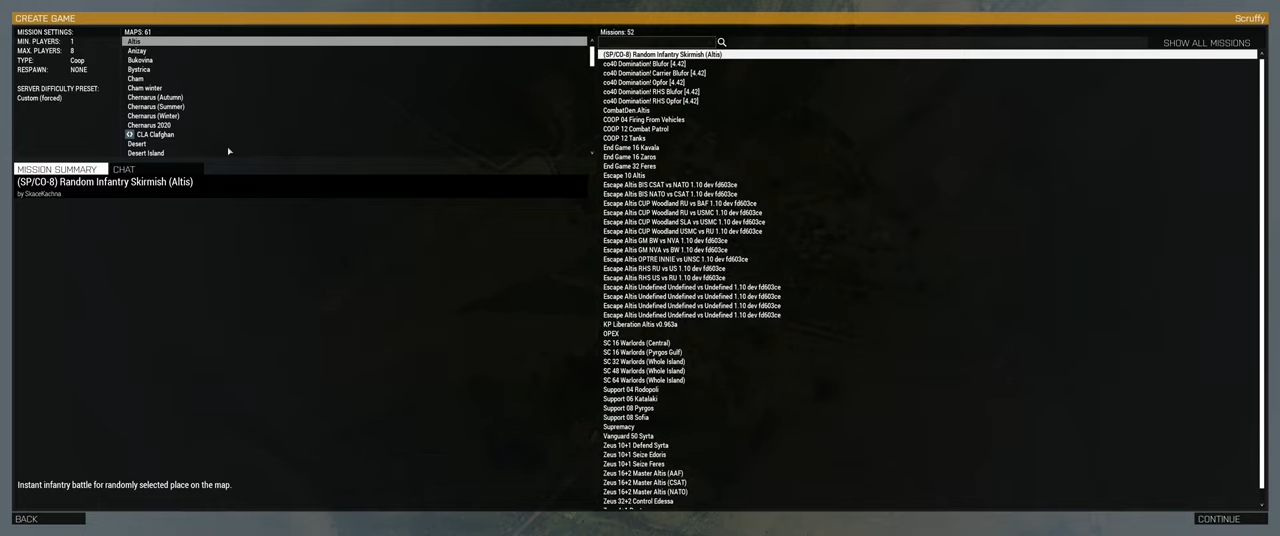 CREATE GAME
Scruffy
MISSION SETTINGS:
MIN. PLAYERS: 1
MAX. PLAYERS: 8
TYPE: Coop
RESPAWN: NONE
SERVER DIFFICULTY PRESET:
Custom (forced)
MAPS: 61
Altis
Anizay
Bukovina
Bystrica
Cham
Cham winter
Chernarus (Autumn)
Chernarus (Summer)
Chernarus (Winter)
Chernarus 2020
CLA Clafghan
Desert
Desert Island
MISSION SUMMARY
CHAT
(SP/CO-8) Random Infantry Skirmish (Altis)
by SkaceKachna
Instant infantry battle for randomly selected place on the map.
Missions: 52
SHOW ALL MISSIONS
(SP/CO-8) Random Infantry Skirmish (Altis)
co40 Domination! Blufor [4.42]
co40 Domination! Carrier Blufor [4.42]
co40 Domination! Opfor [4.42]
co40 Domination! RHS Blufor [4.42]
co40 Domination! RHS Opfor [4.42]
CombatDen.Altis
COOP 04 Firing From Vehicles
COOP 12 Combat Patrol
COOP 12 Tanks
End Game 16 Kavala
End Game 16 Zaros
End Game 32 Feres
Escape 10 Altis
Escape Altis BIS CSAT vs NATO 1.10 dev fd603ce
Escape Altis BIS NATO vs CSAT 1.10 dev fd603ce
Escape Altis CUP Woodland RU vs BAF 1.10 dev fd603ce
Escape Altis CUP Woodland RU vs USMC 1.10 dev fd603ce
Escape Altis CUP Woodland SLA vs USMC 1.10 dev fd603ce
Escape Altis CUP Woodland USMC vs RU 1.10 dev fd603ce
Escape Altis GM BW vs NVA 1.10 dev fd603ce
Escape Altis GM NVA vs BW 1.10 dev fd603ce
Escape Altis OPTRE INNIE vs UNSC 1.10 dev fd603ce
Escape Altis RHS RU vs US 1.10 dev fd603ce
Escape Altis RHS US vs RU 1.10 dev fd603ce
Escape Altis Undefined Undefined vs Undefined 1.10 dev fd603ce
Escape Altis Undefined Undefined vs Undefined 1.10 dev fd603ce
Escape Altis Undefined Undefined vs Undefined 1.10 dev fd603ce
Escape Altis Undefined Undefined vs Undefined 1.10 dev fd603ce
KP Liberation Altis v0.963a
OPEX
SC 16 Warlords (Central)
SC 16 Warlords (Pyrgos Gulf)
SC 32 Warlords (Whole Island)
SC 48 Warlords (Whole Island)
SC 64 Warlords (Whole Island)
Support 04 Rodopoli
Support 06 Katalaki
Support 08 Pyrgos
Support 08 Sofia
Supremacy
Vanguard 50 Syrta
Zeus 10+1 Defend Syrta
Zeus 10+1 Seize Edoris
Zeus 10+1 Seize Feres
Zeus 16+2 Master Altis (AAF)
Zeus 16+2 Master Altis (CSAT)
Zeus 16+2 Master Altis (NATO)
Zeus 32+2 Control Edessa
BACK
CONTINUE